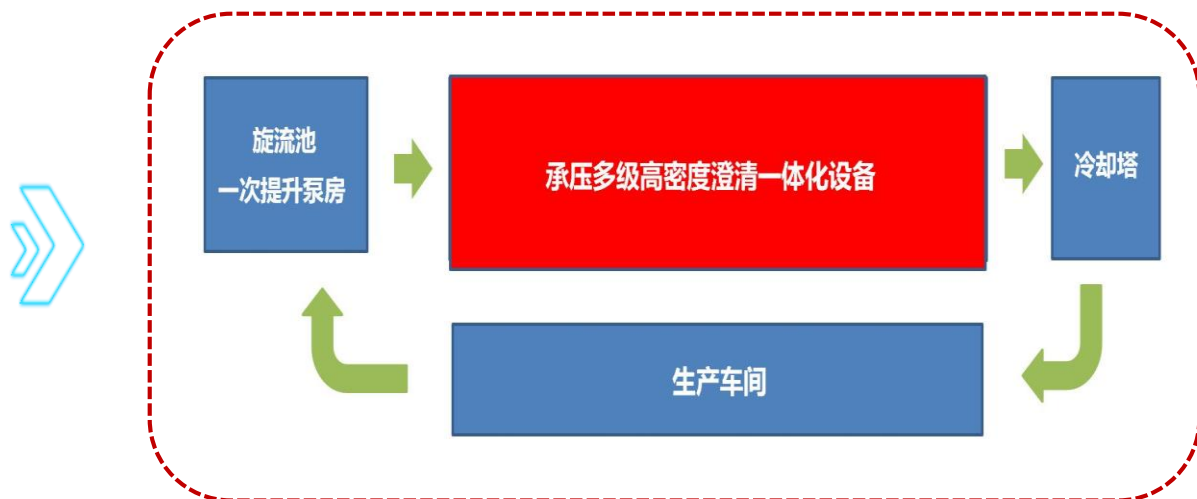 旋流池
一次提升泵房
承压多级高密度澄清一体化设备
冷却塔
生产车间